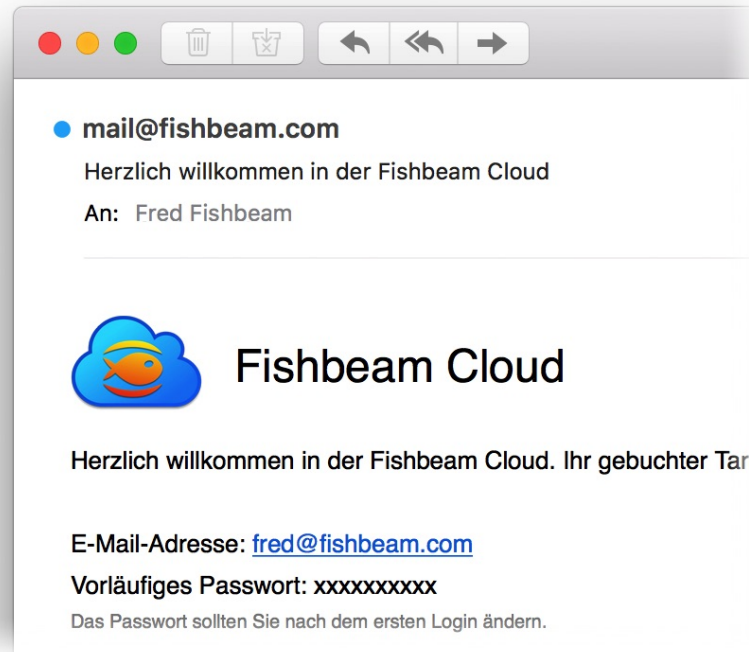 mail@fishbeam.com
Herzlich willkommen in der Fishbeam Cloud
An: Fred Fishbeam
Fishbeam Cloud
Herzlich willkommen in der Fishbeam Cloud. Ihr gebuchter
E-Mail-Adresse: fred@fishbeam.com
Vorläufiges Passwort: xxxxxxxxxx
Das Passwort sollten Sie nach dem ersten Login ändern.